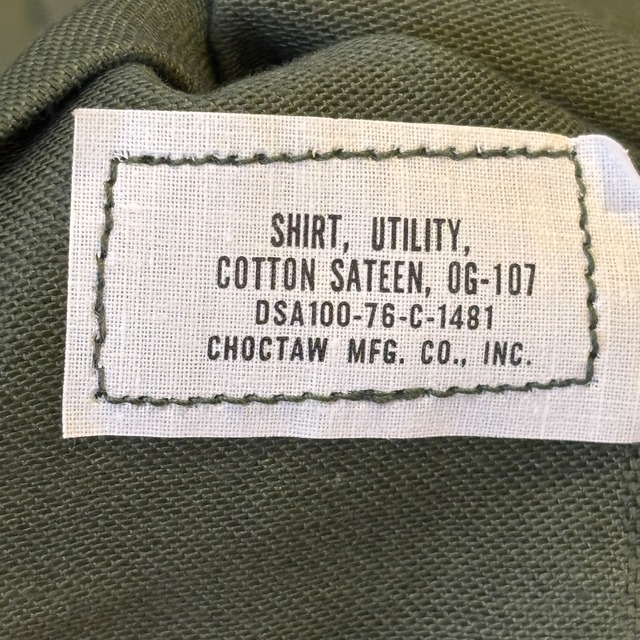 SHIRT, UTILITY,
COTTON SATEEN, OG-107
DSA100-76-C-1481
CHOCTAW MFG. CO., INC.